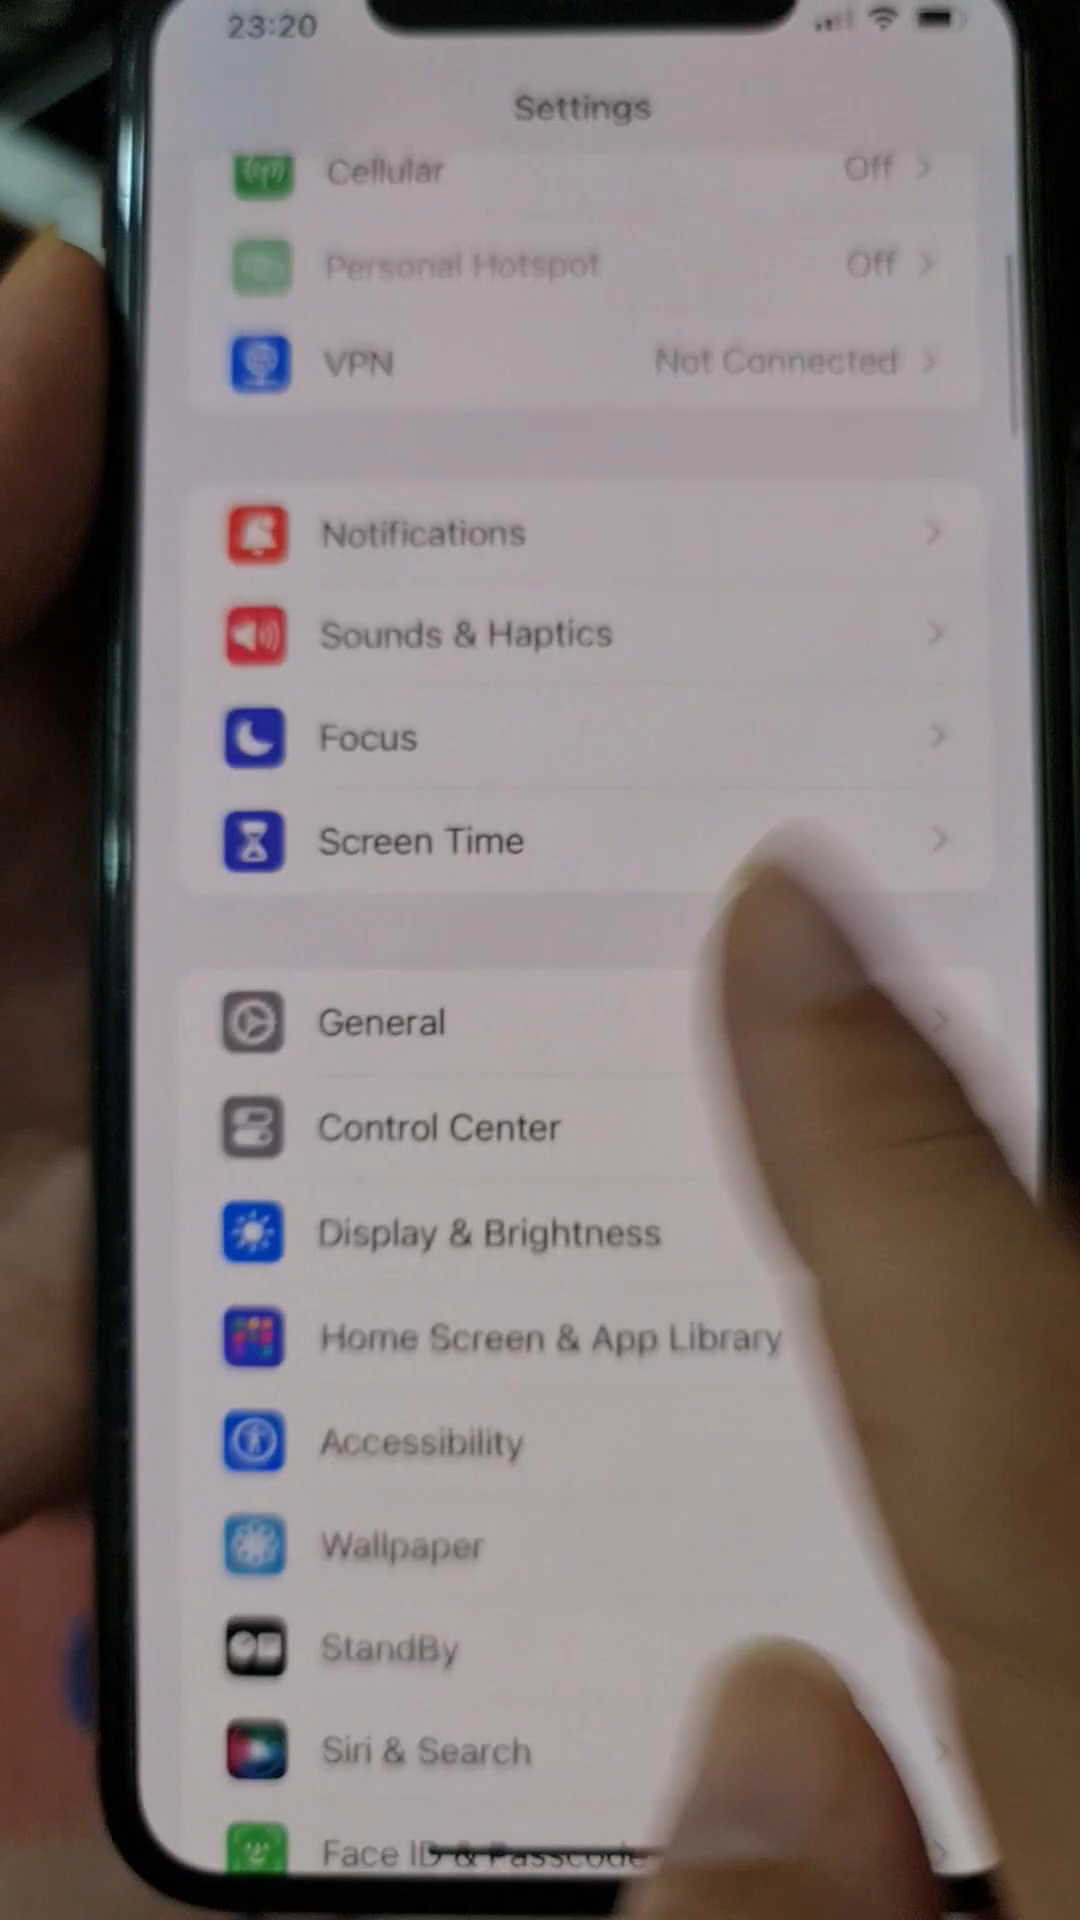 23:20
Settings
Cellular Off
Personal Hotspot Off
VPN Not Connected
Notifications
Sounds & Haptics
Focus
Screen Time
General
Control Center
Display & Brightness
Home Screen & App Library
Accessibility
Wallpaper
StandBy
Siri & Search
Face ID & Passcode